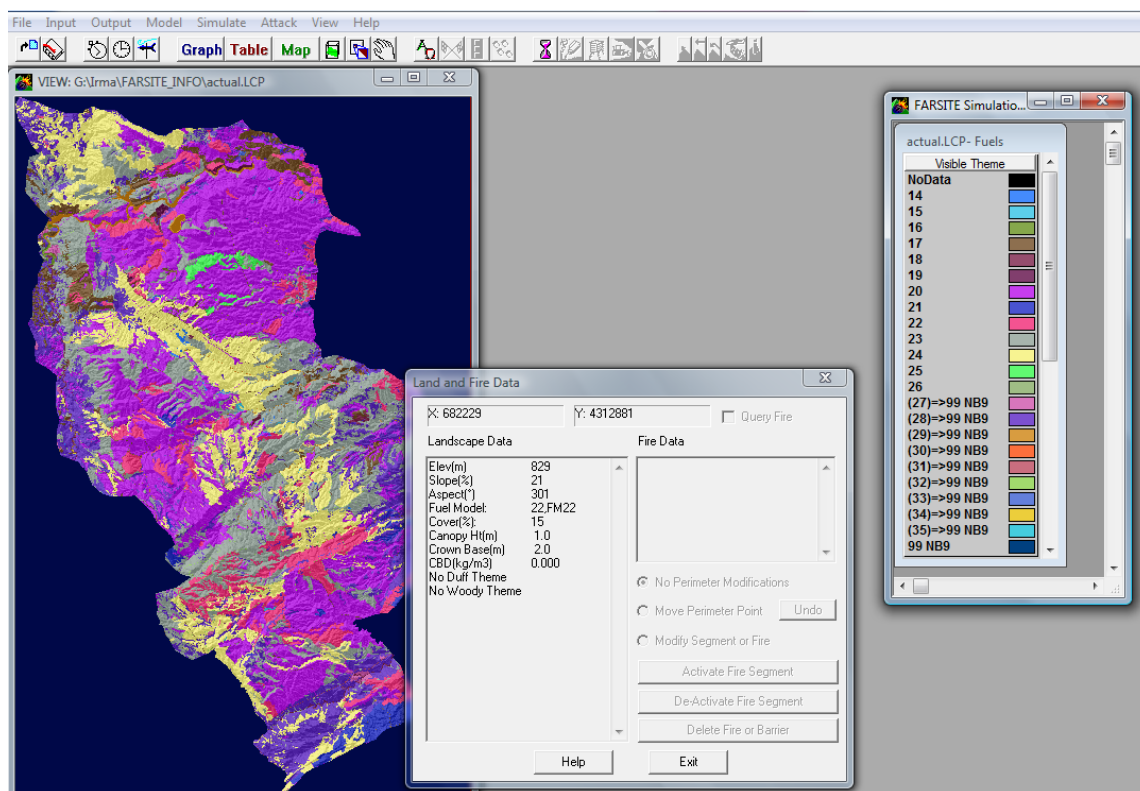 File Input Output Model Simulate Attack View Help
Graph Table Map
VIEW: G:\Irma\FARSITE_INFO\actual.LCP
FARSITE Simulatio...
actual.LCP- Fuels
Visible Theme
NoData
14
15
16
17
18
19
20
21
22
23
24
25
26
(27)=>99 NB9
(28)=>99 NB9
(29)=>99 NB9
(30)=>99 NB9
(31)=>99 NB9
(32)=>99 NB9
(33)=>99 NB9
(34)=>99 NB9
(35)=>99 NB9
99 NB9
Land and Fire Data
X: 682229 Y: 4312881 Query Fire
Landscape Data
Elev(m) 829
Slope(%) 21
Aspect(°) 301
Fuel Model: 22,FM22
Cover(%): 15
Canopy Ht(m) 1.0
Crown Base(m) 2.0
CBD(kg/m3) 0.000
No Duff Theme
No Woody Theme
Fire Data
No Perimeter Modifications
Move Perimeter Point Undo
Modify Segment or Fire
Activate Fire Segment
De-Activate Fire Segment
Delete Fire or Barrier
Help Exit